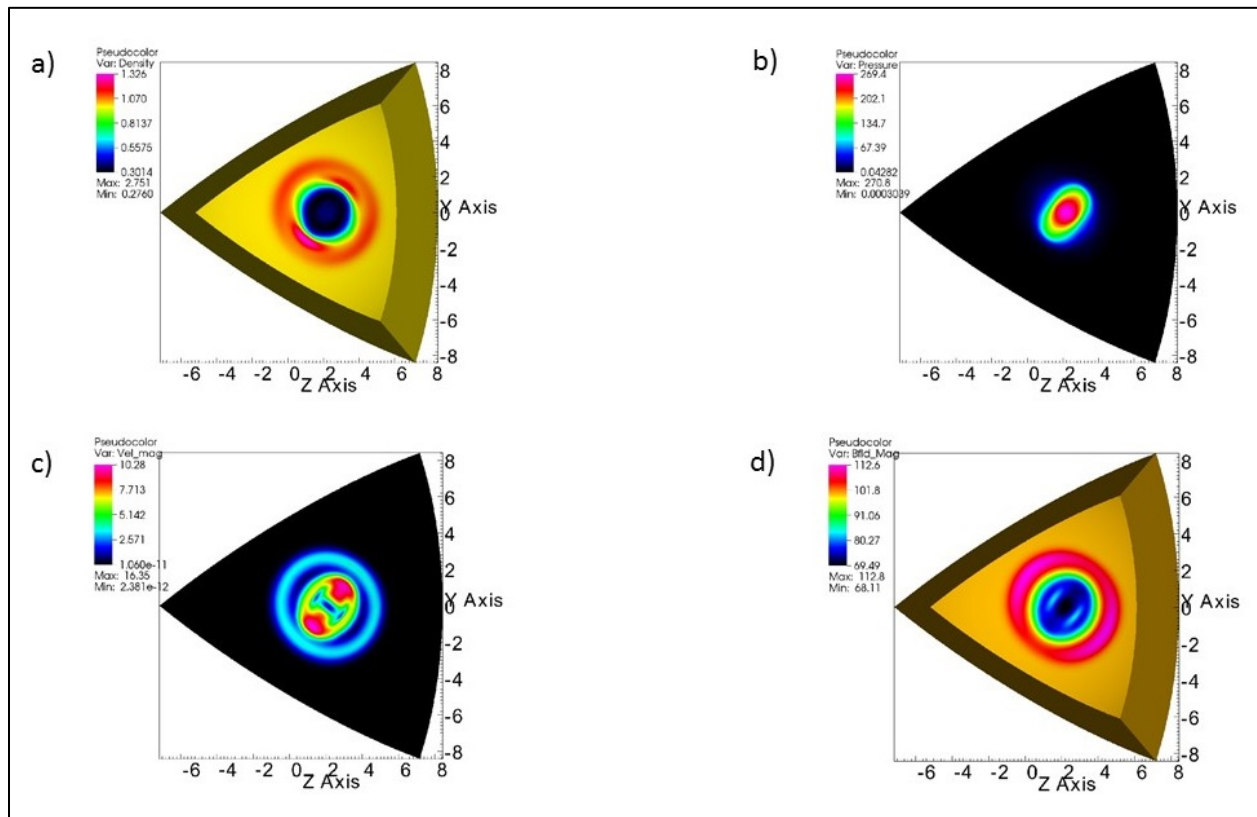 a)
Pseudocolor
Var: Density
1.326
1.070
0.8137
0.5575
0.3014
Max: 2.751
Min: 0.2760
8
6
4
2
Y Axis
0
-2
-4
-6
-8
-6 -4 -2 0 2 4 6 8
Z Axis
b)
Pseudocolor
Var: Pressure
269.4
202.1
134.7
67.39
0.04282
Max: 270.8
Min: 0.0003039
8
6
4
2
Y Axis
0
-2
-4
-6
-8
-6 -4 -2 0 2 4 6 8
Z Axis
c)
Pseudocolor
Var: Vel_mag
10.28
7.713
5.142
2.571
1.060e-11
Max: 16.35
Min: 2.381e-12
8
6
4
2
Y Axis
0
-2
-4
-6
-8
-6 -4 -2 0 2 4 6 8
Z Axis
d)
Pseudocolor
Var: Bfld_Mag
112.6
101.8
91.06
80.27
69.49
Max: 112.8
Min: 68.11
8
6
4
2
Y Axis
0
-2
-4
-6
-8
-6 -4 -2 0 2 4 6 8
Z Axis